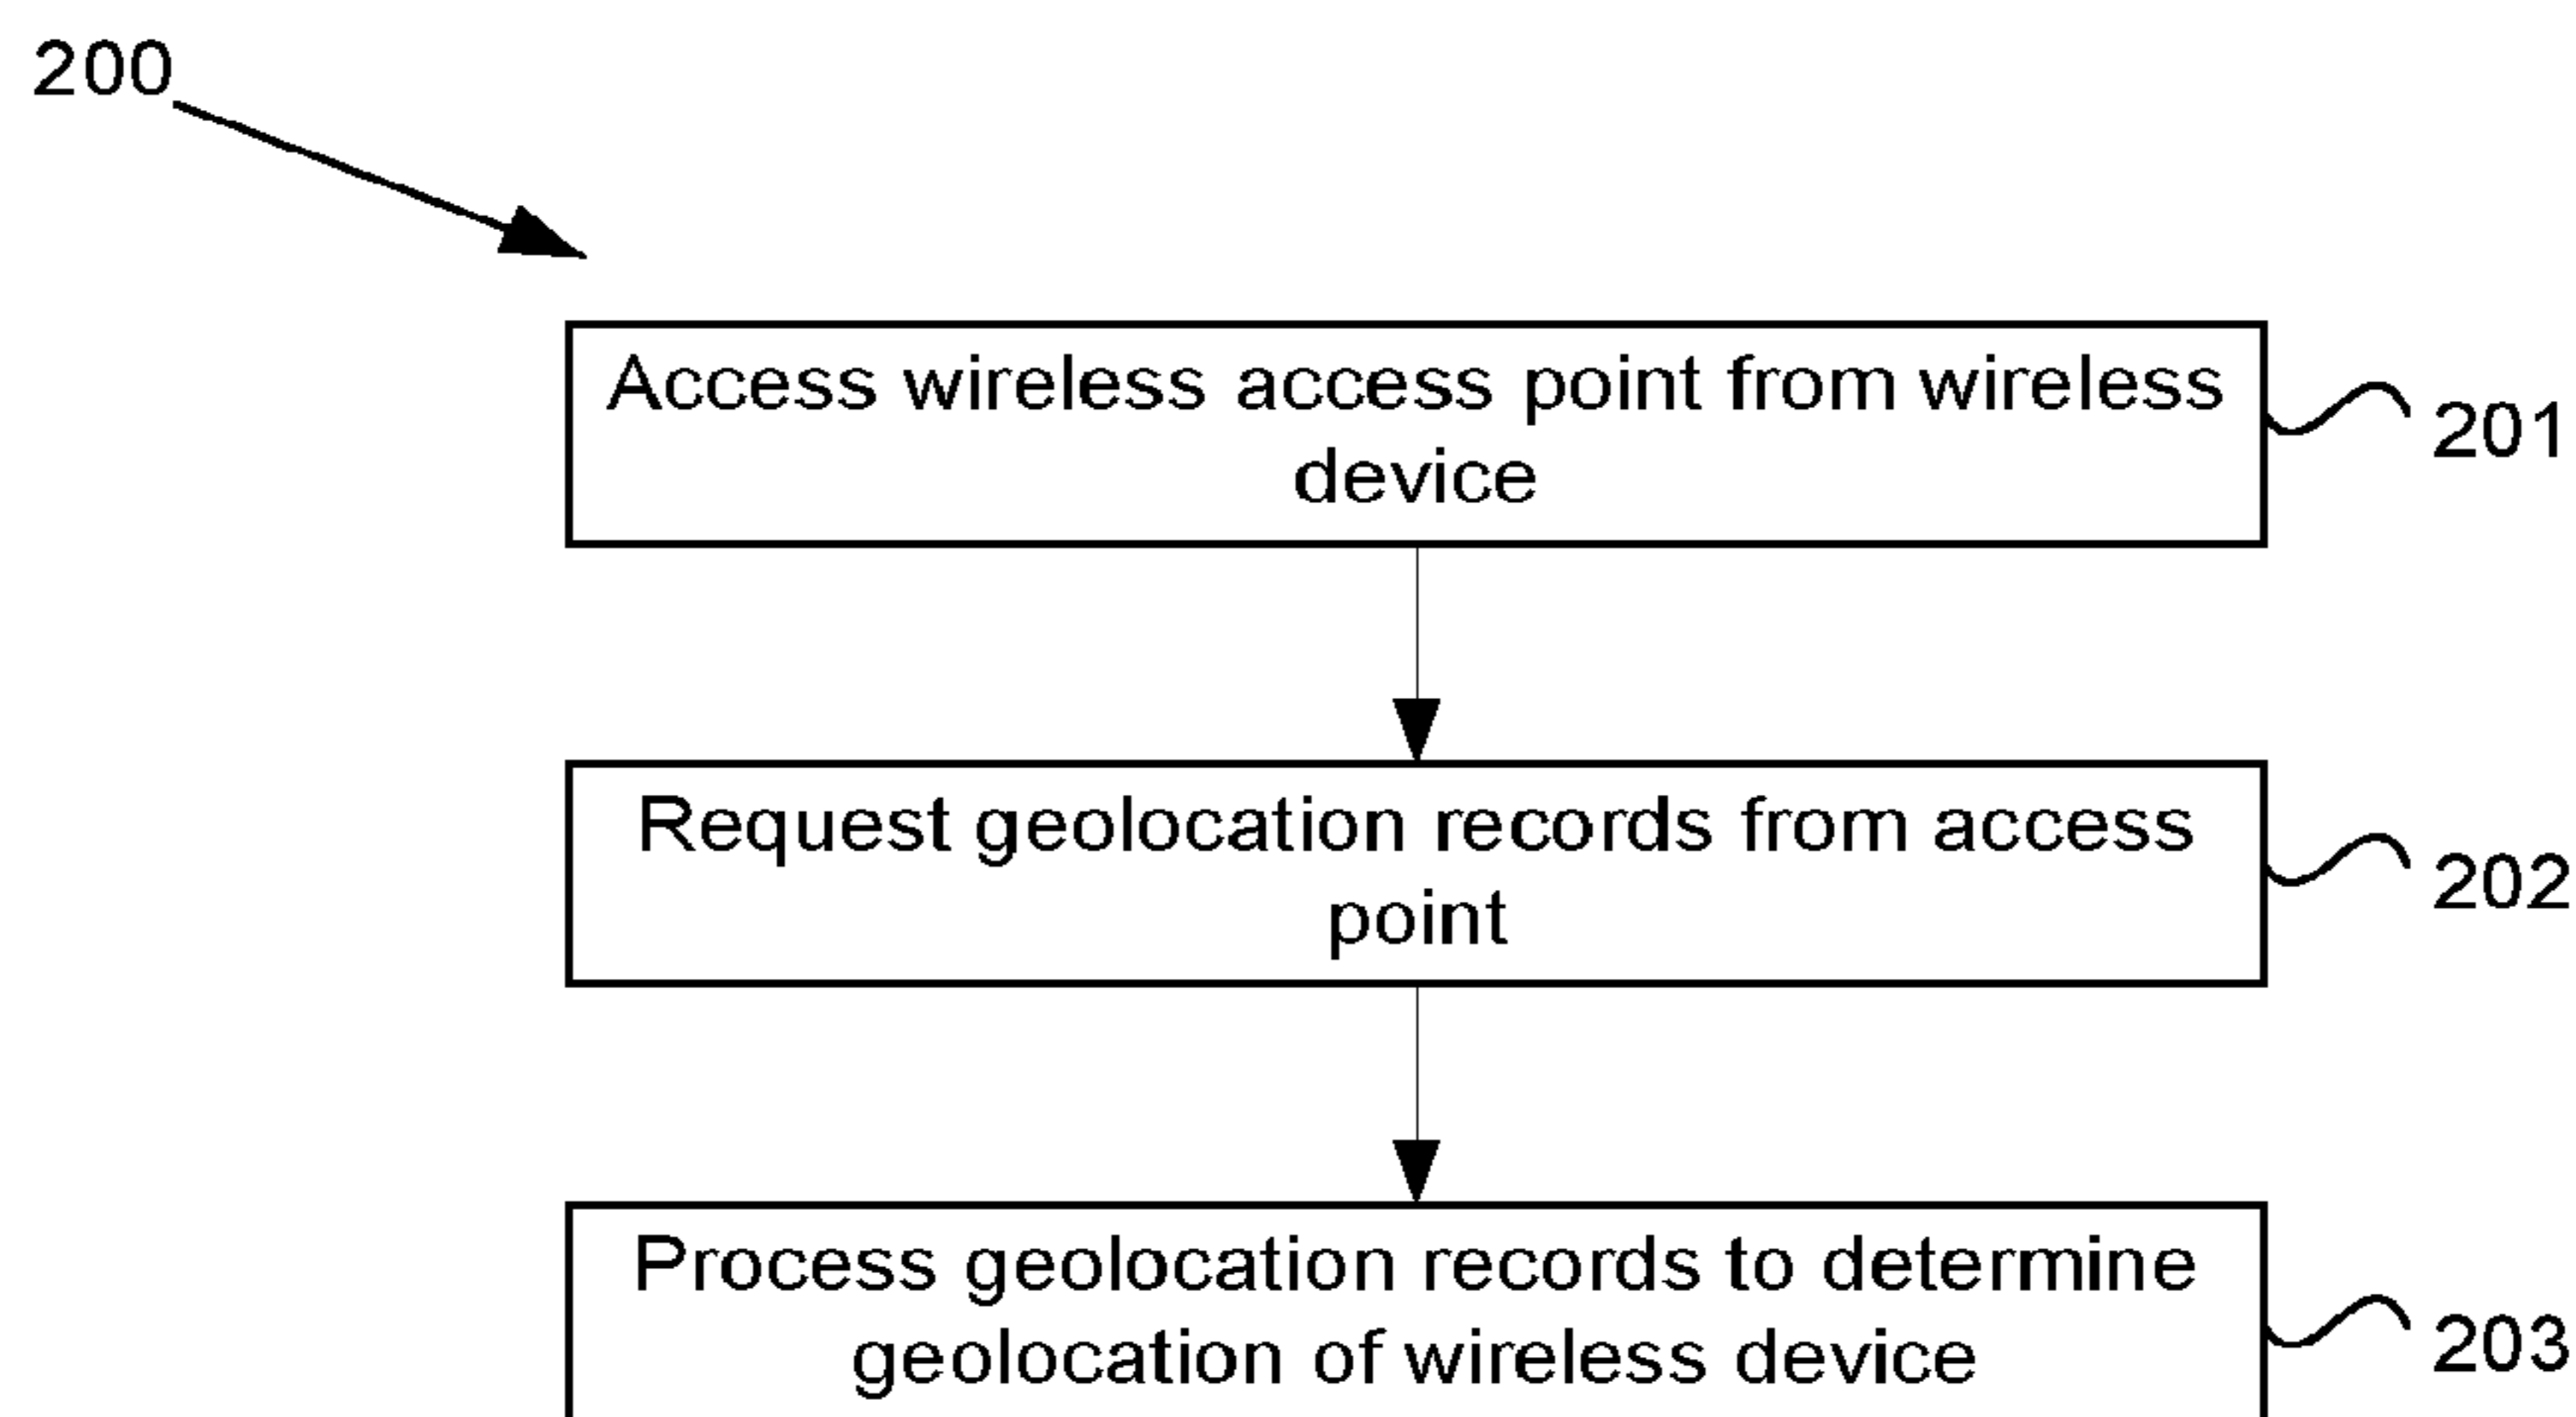 200
Access wireless access point from wireless
device
201
Request geolocation records from access
point
202
Process geolocation records to determine
geolocation of wireless device
203